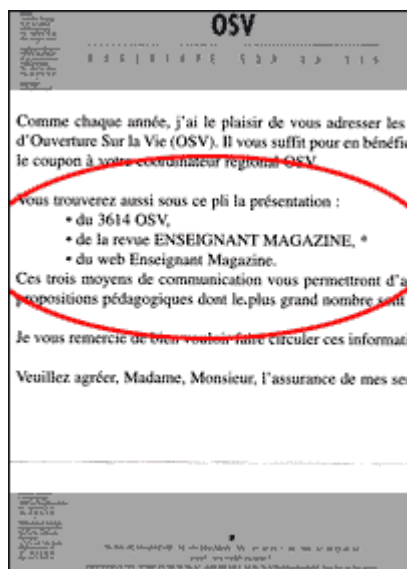 OSV
Comme chaque année, j'ai le plaisir de vous adresser les
d'Ouverture Sur la Vie (OSV). Il vous suffit pour en bénéfi
le coupon à votre coordinateur régional OSV.
Vous trouverez aussi sous ce pli la présentation :
• du 3614 OSV,
• de la revue ENSEIGNANT MAGAZINE, *
• du web Enseignant Magazine.
Ces trois moyens de communication vous permettront d'a
propositions pédagogiques dont le plus grand nombre sont
Je vous remercie de bien vouloir faire circuler ces informati
Veuillez agréer, Madame, Monsieur, l'assurance de mes se